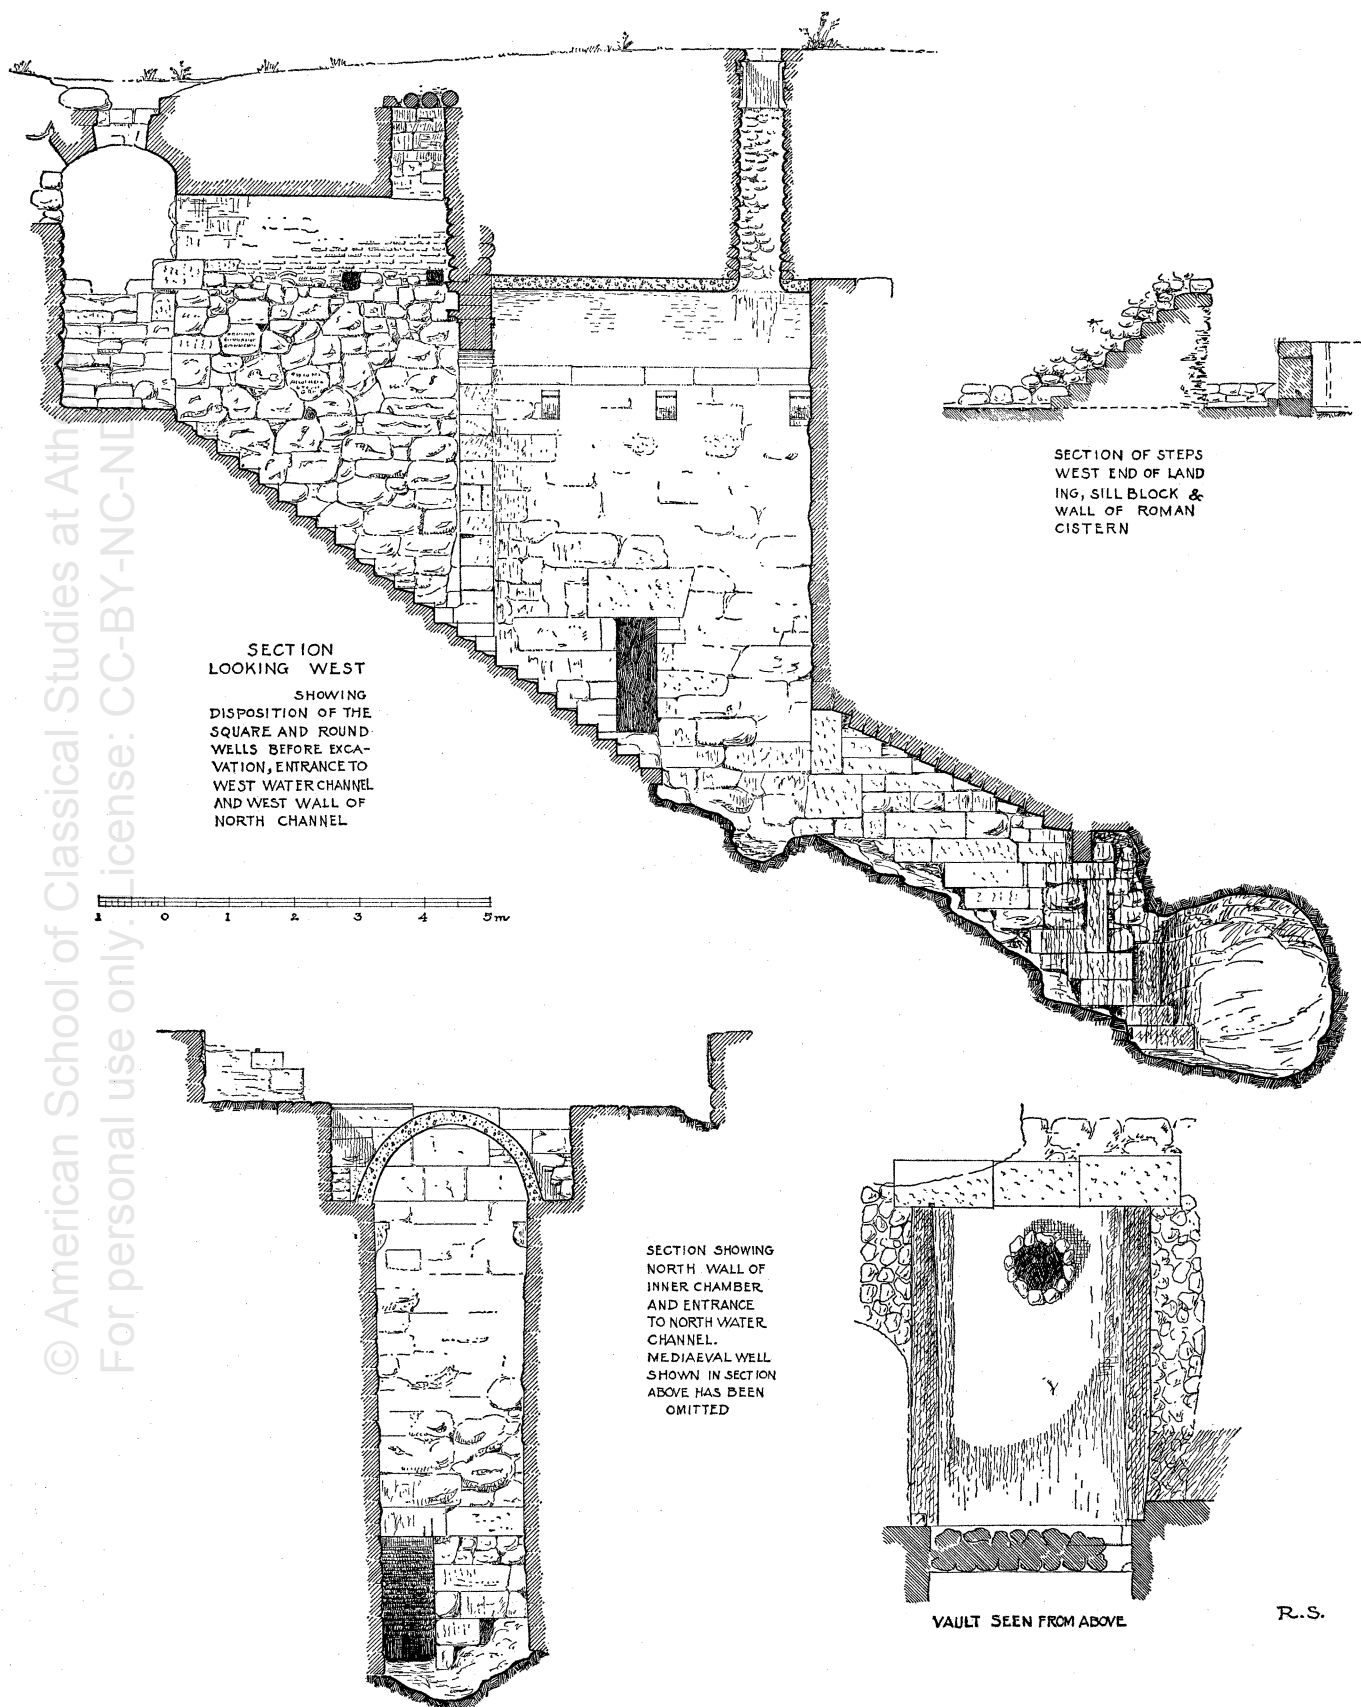 SECTION OF STEPS
WEST END OF LAND
ING, SILL BLOCK &
WALL OF ROMAN
CISTERN
SECTION
LOOKING WEST
SHOWING
DISPOSITION OF THE
SQUARE AND ROUND
WELLS BEFORE EXCA-
VATION, ENTRANCE TO
WEST WATER CHANNEL
AND WEST WALL OF
NORTH CHANNEL
1 0 1 2 3 4 5m
SECTION SHOWING
NORTH WALL OF
INNER CHAMBER
AND ENTRANCE
TO NORTH WATER
CHANNEL.
MEDIAEVAL WELL
SHOWN IN SECTION
ABOVE HAS BEEN
OMITTED
VAULT SEEN FROM ABOVE
R.S.
© American School of Classical Studies at
For personal use only. License: CC-BY-NC-ND